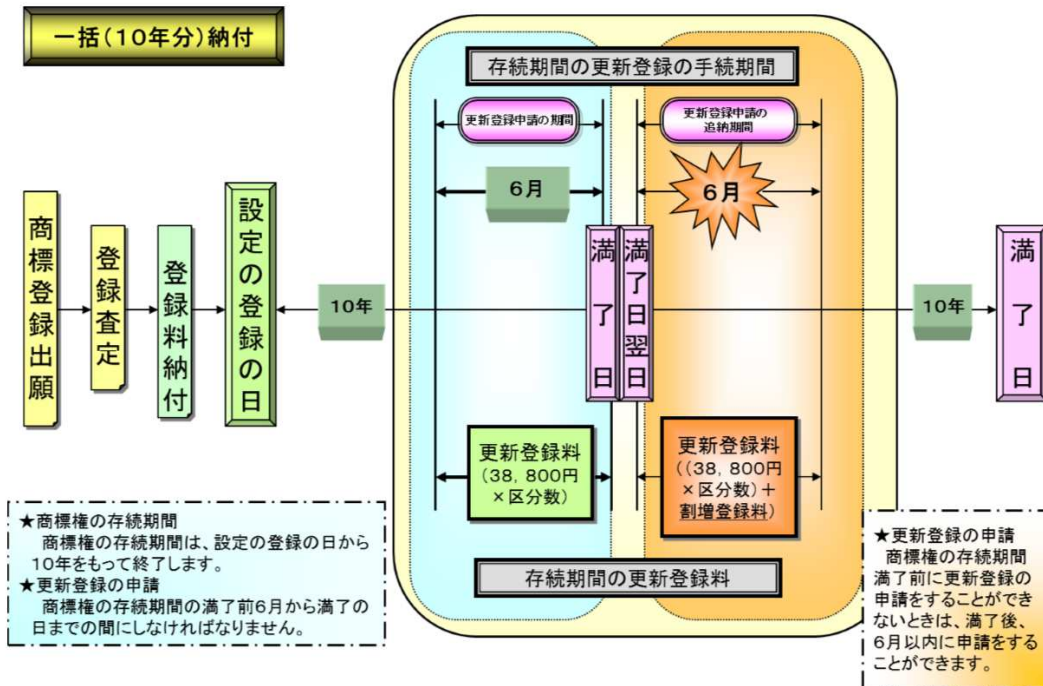 一括(10年分)納付
存続期間の更新登録の手続期間
更新登録申請の期間
更新登録申請の
追納期間
6月
6月
商標登録出願
登録査定
登録料納付
設定の登録の日
10年
満了日
満了日翌日
10年
満了日
更新登録料
(38,800円
×区分数)
更新登録料
((38,800円
×区分数)+
割増登録料)
存続期間の更新登録料
★商標権の存続期間
商標権の存続期間は、設定の登録の日から
10年をもって終了します。
★更新登録の申請
商標権の存続期間の満了前6月から満了の
日までの間にしなければなりません。
★更新登録の申請
商標権の存続期間
満了前に更新登録の
申請をすることができ
ないときは、満了後、
6月以内に申請をする
ことができます。